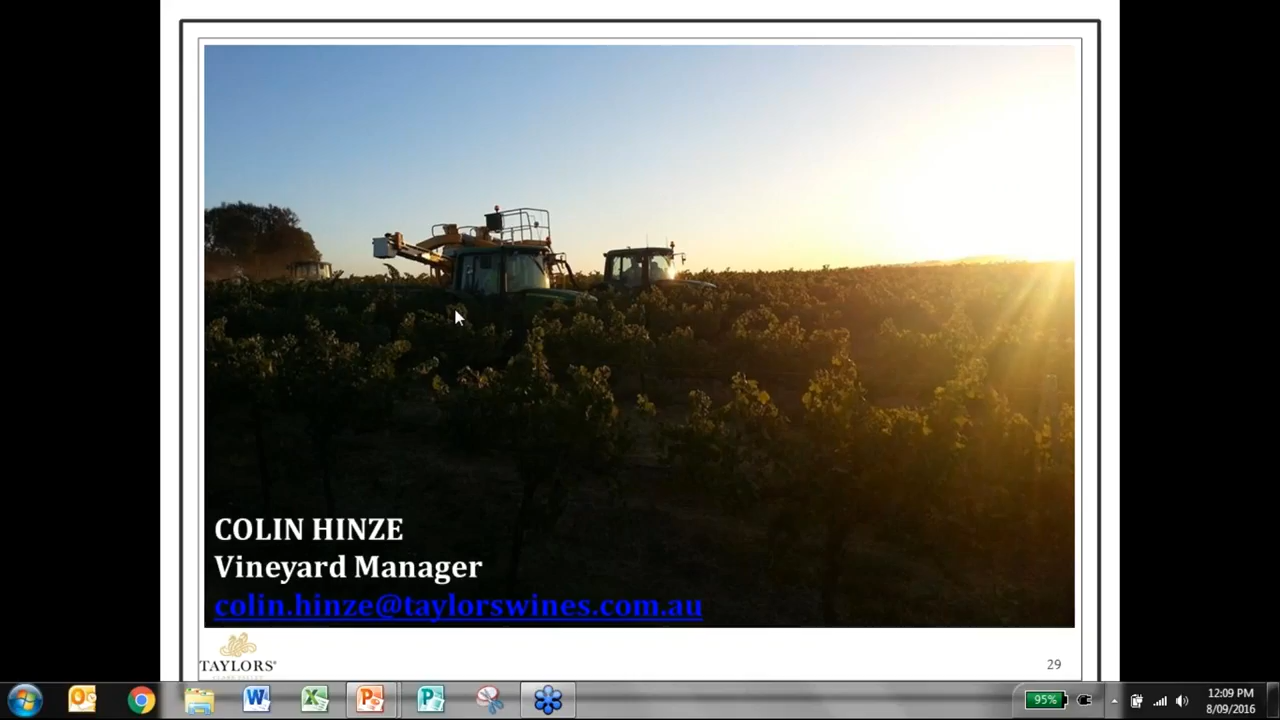 COLIN HINZE
Vineyard Manager
colin.hinze@taylorswines.com.au
TAYLORS®
29
95%
12:09 PM
8/09/2016